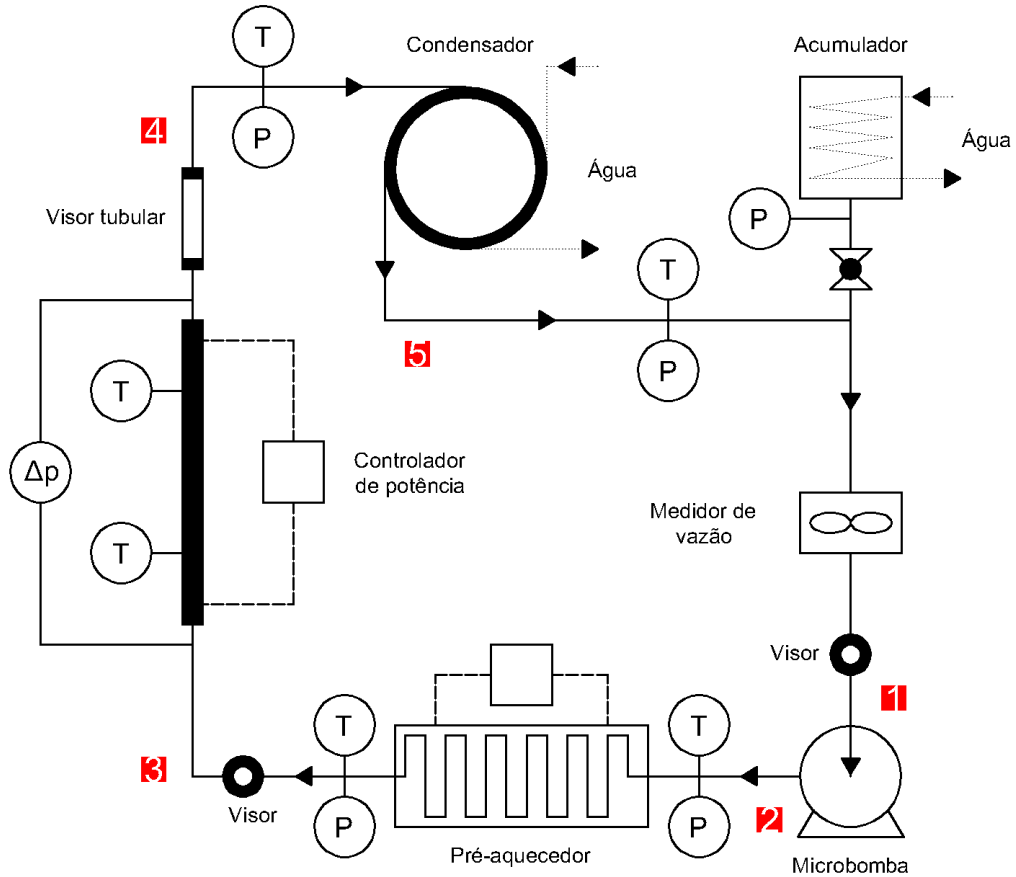 T
Condensador
Acumulador
P
4
Água
Água
Visor tubular
P
T
5
P
T
Δp
Controlador
de potência
Medidor de
vazão
T
Visor
1
T
T
3
2
Visor
P
P
Pré-aquecedor
Microbomba